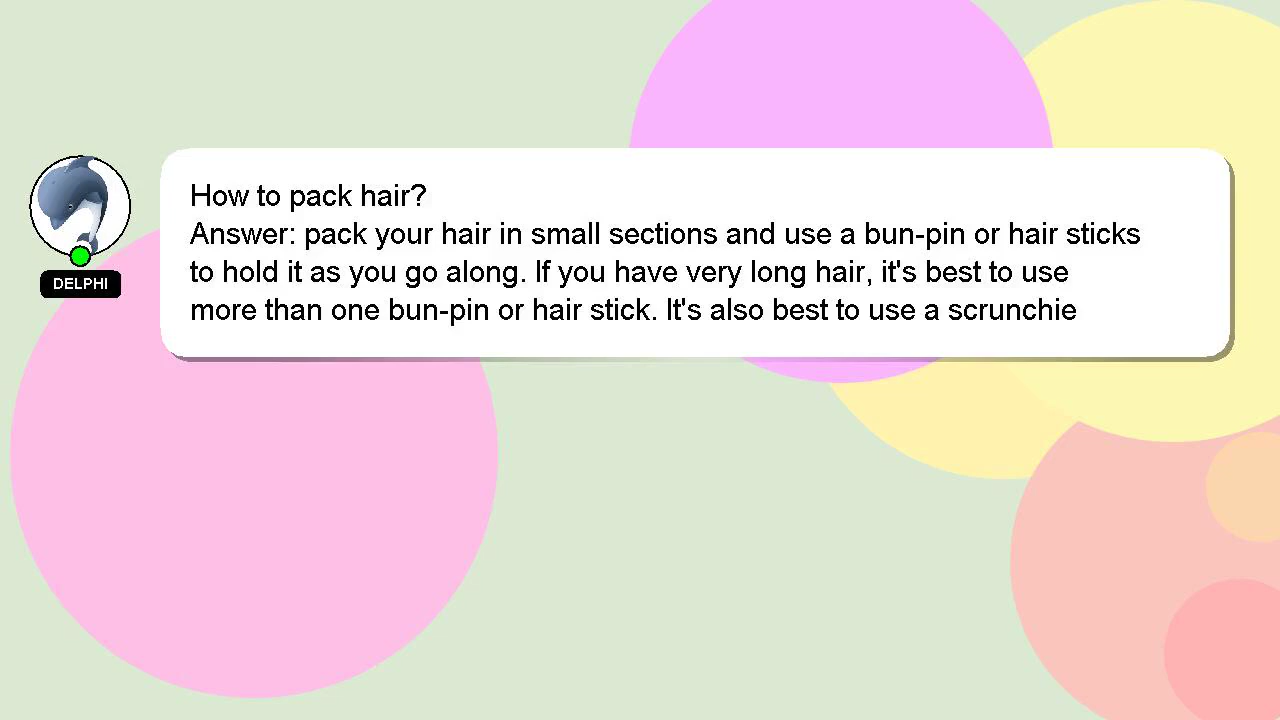 How to pack hair?
Answer: pack your hair in small sections and use a bun-pin or hair sticks
to hold it as you go along. If you have very long hair, it's best to use
more than one bun-pin or hair stick. It's also best to use a scrunchie
DELPHI